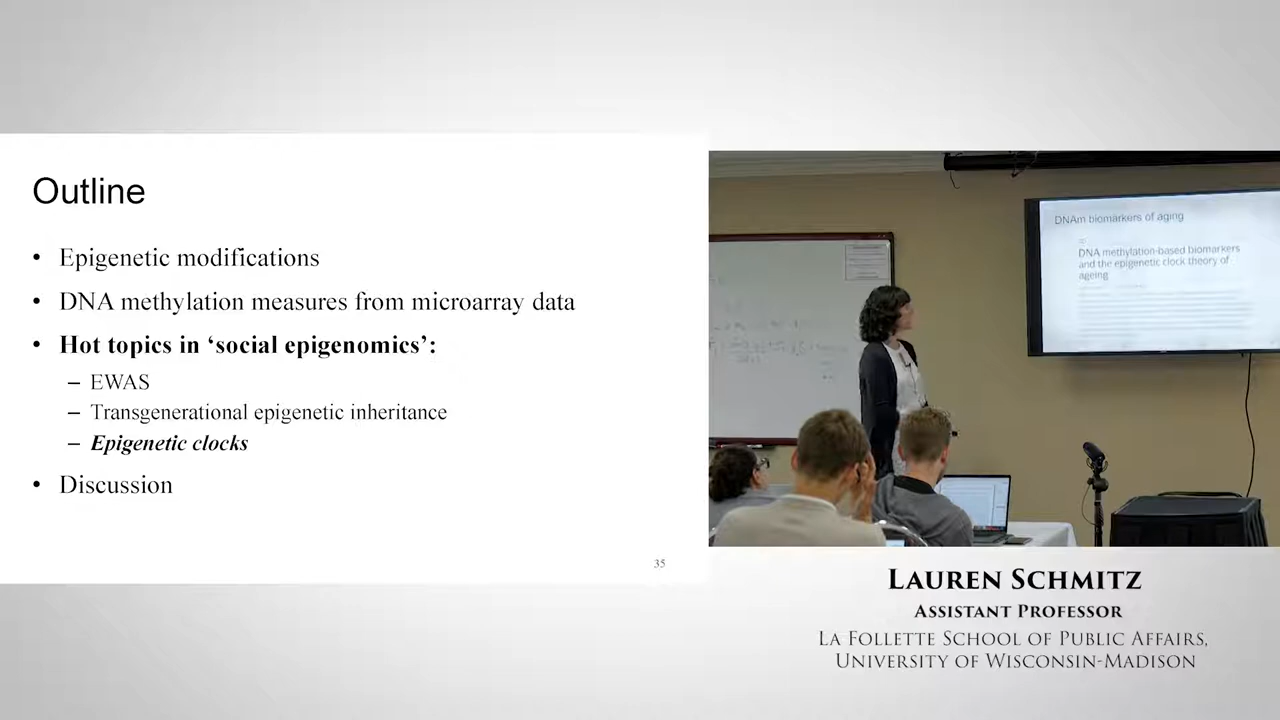 Outline
• Epigenetic modifications
• DNA methylation measures from microarray data
• Hot topics in ‘social epigenomics’:
– EWAS
– Transgenerational epigenetic inheritance
– Epigenetic clocks
• Discussion
35
DNAm biomarkers of aging
DNA methylation-based biomarkers
and the epigenetic clock theory of
ageing
Lauren Schmitz
Assistant Professor
La Follette School of Public Affairs,
University of Wisconsin-Madison